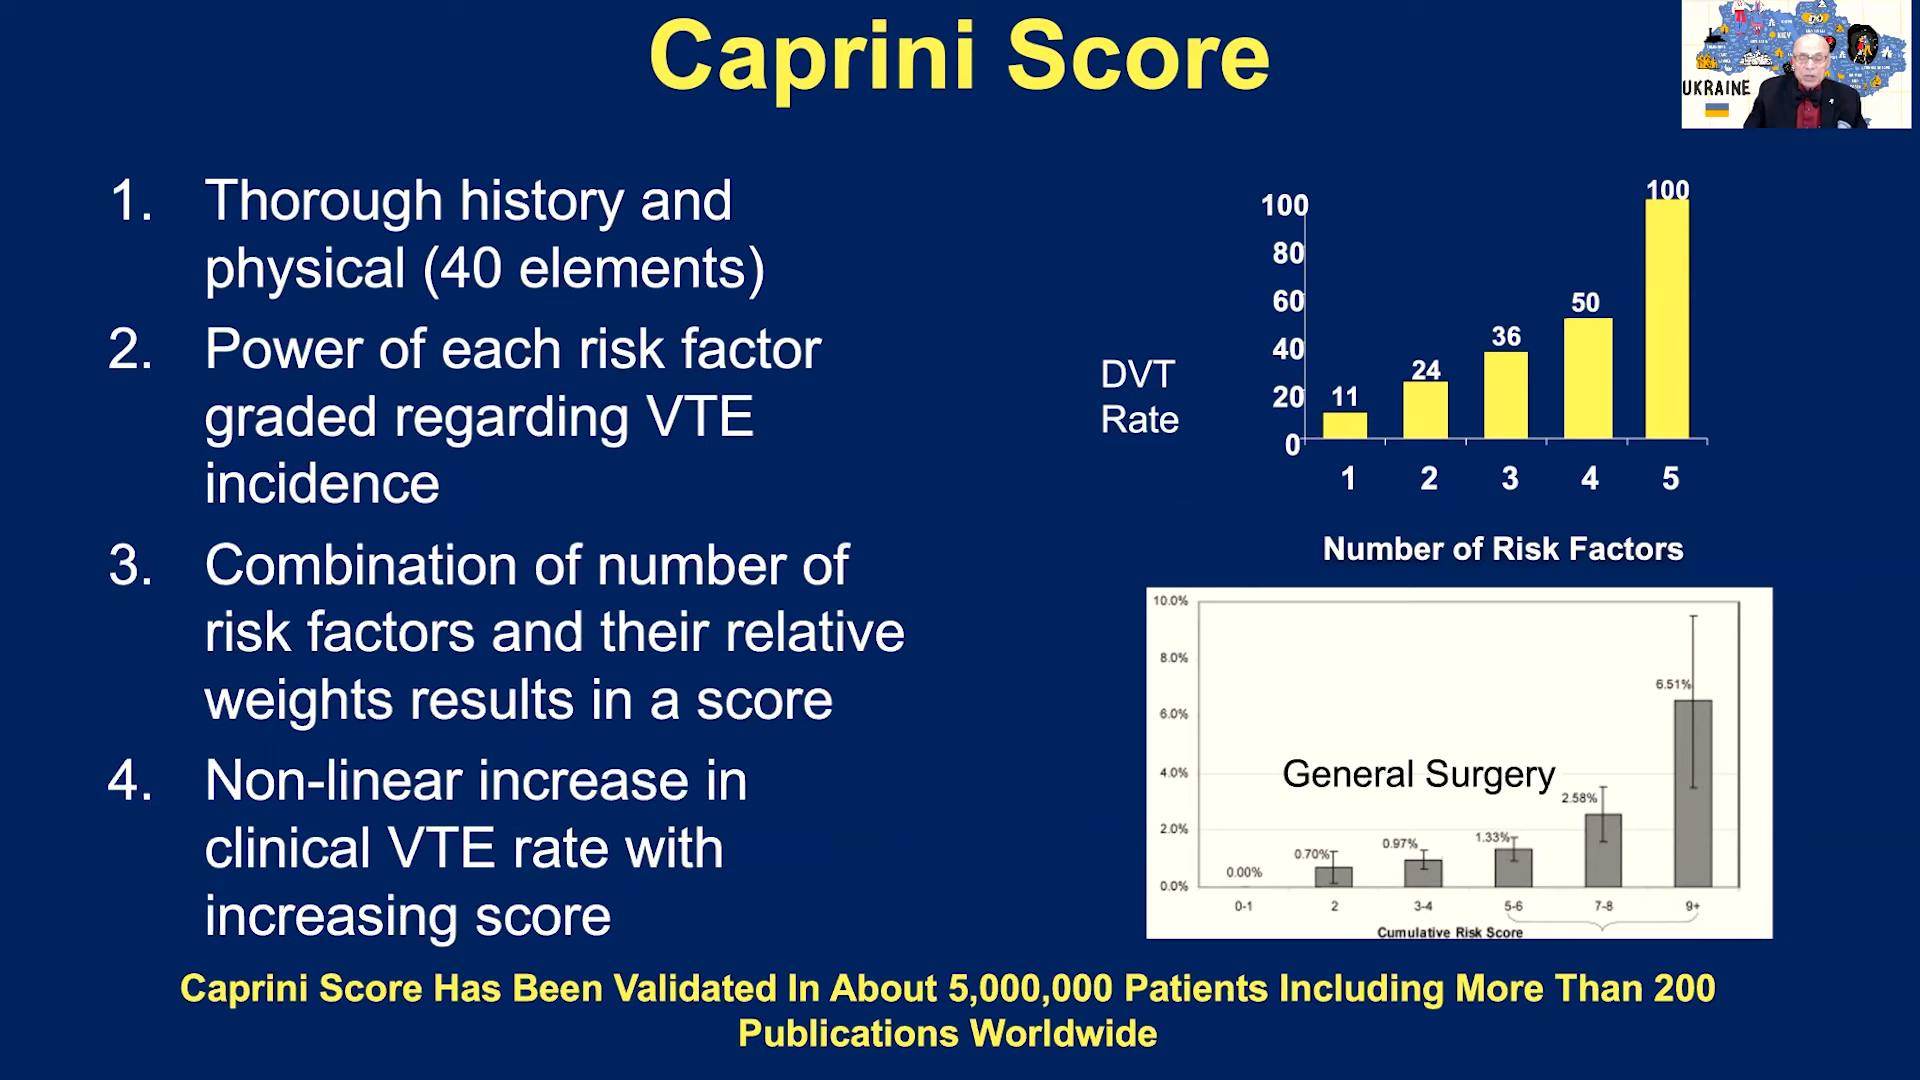 Caprini Score
UKRAINE
KIEV
1. Thorough history and
physical (40 elements)
2. Power of each risk factor
graded regarding VTE
incidence
3. Combination of number of
risk factors and their relative
weights results in a score
4. Non-linear increase in
clinical VTE rate with
increasing score
DVT
Rate
100
80
60
40
20
0
11
24
36
50
100
1 2 3 4 5
Number of Risk Factors
10.0%
8.0%
6.0%
4.0%
2.0%
0.0%
General Surgery
0.00%
0.70%
0.97%
1.33%
2.58%
6.51%
0-1 2 3-4 5-6 7-8 9+
Cumulative Risk Score
Caprini Score Has Been Validated In About 5,000,000 Patients Including More Than 200
Publications Worldwide